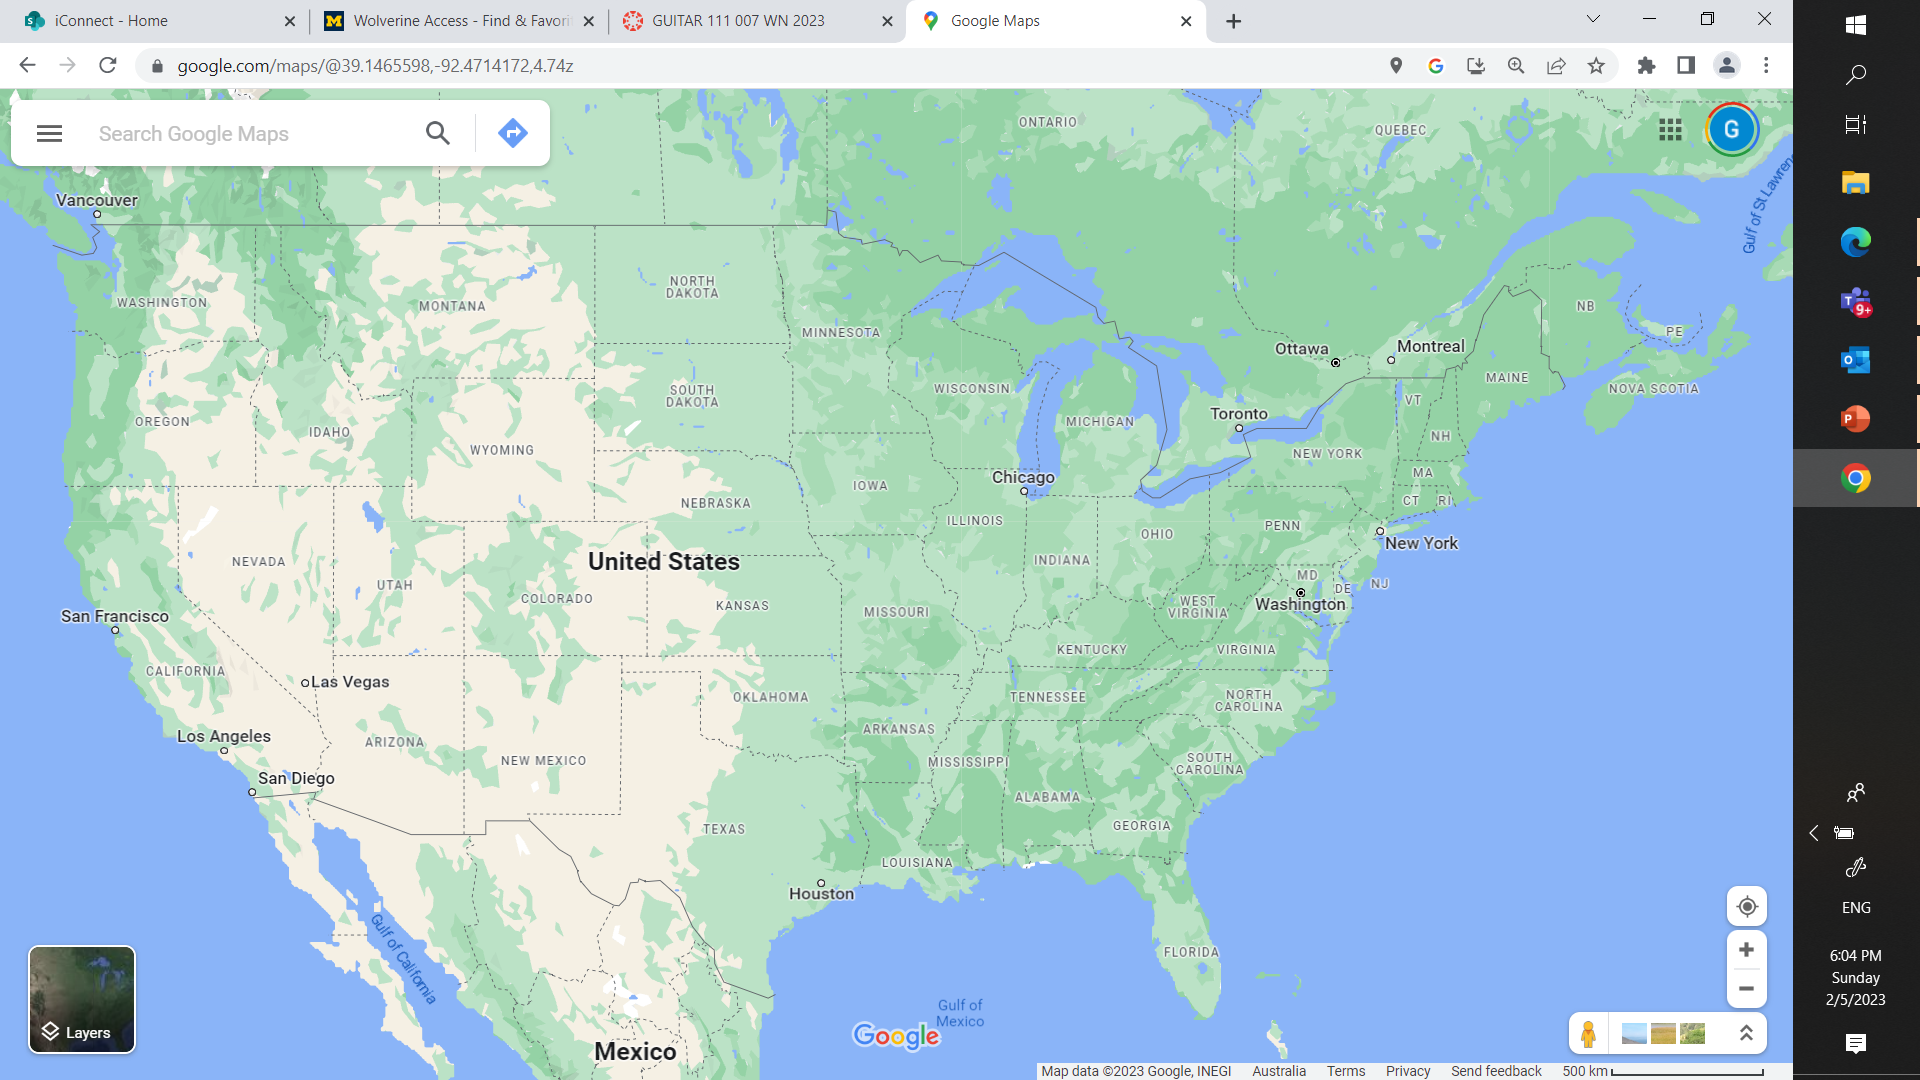 iConnect - Home
Wolverine Access - Find & Favori
GUITAR 111 007 WN 2023
Google Maps
google.com/maps/@39.1465598,-92.4714172,4.74z
Search Google Maps
G
ONTARIO
QUEBEC
Gulf of St Lawren
Vancouver
WASHINGTON
MONTANA
NORTH
DAKOTA
MINNESOTA
NB
PE
Ottawa
Montreal
MAINE
NOVA SCOTIA
SOUTH
DAKOTA
WISCONSIN
VT
OREGON
IDAHO
WYOMING
MICHIGAN
Toronto
NH
NEW YORK
MA
CT
RI
Chicago
IOWA
NEBRASKA
ILLINOIS
INDIANA
OHIO
PENN
New York
NEVADA
UTAH
United States
COLORADO
KANSAS
MISSOURI
MD
DE
NJ
WEST
VIRGINIA
Washington
San Francisco
CALIFORNIA
Las Vegas
KENTUCKY
VIRGINIA
OKLAHOMA
TENNESSEE
NORTH
CAROLINA
Los Angeles
ARIZONA
NEW MEXICO
ARKANSAS
MISSISSIPPI
SOUTH
CAROLINA
San Diego
TEXAS
ALABAMA
GEORGIA
LOUISIANA
Houston
Gulf of California
FLORIDA
Gulf of
Mexico
Google
Mexico
Layers
Map data ©2023 Google, INEGI
Australia
Terms
Privacy
Send feedback
500 km
T
9+
O
P
ENG
6:04 PM
Sunday
2/5/2023